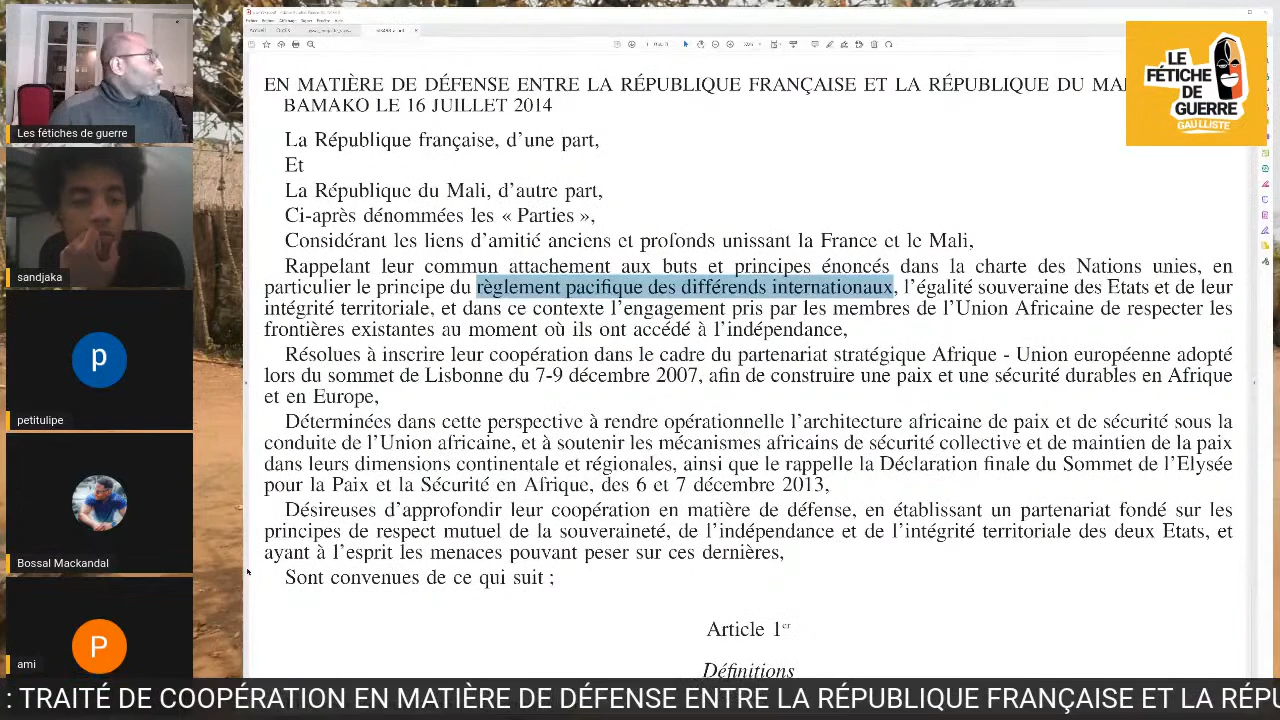 LE
FÉTICHE
DE
GUERRE
GAULLISTE
Les fétiches de guerre
sandjaka
p
petitulipe
Bossal Mackandal
P
ami
EN MATIÈRE DE DÉFENSE ENTRE LA RÉPUBLIQUE FRANÇAISE ET LA RÉPUBLIQUE DU
BAMAKO LE 16 JUILLET 2014
La République française, d’une part,
Et
La République du Mali, d’autre part,
Ci-après dénommées les « Parties »,
Considérant les liens d’amitié anciens et profonds unissant la France et le Mali,
Rappelant leur commun attachement aux buts et principes énoncés dans la charte des Nations unies, en
particulier le principe du règlement pacifique des différends internationaux, l’égalité souveraine des Etats et de leur
intégrité territoriale, et dans ce contexte l’engagement pris par les membres de l’Union Africaine de respecter les
frontières existantes au moment où ils ont accédé à l’indépendance,
Résolues à inscrire leur coopération dans le cadre du partenariat stratégique Afrique - Union européenne adopté
lors du sommet de Lisbonne du 7-9 décembre 2007, afin de construire une paix et une sécurité durables en Afrique
et en Europe,
Déterminées dans cette perspective à rendre opérationnelle l’architecture africaine de paix et de sécurité sous la
conduite de l’Union africaine, et à soutenir les mécanismes africains de sécurité collective et de maintien de la paix
dans leurs dimensions continentale et régionales, ainsi que le rappelle la Déclaration finale du Sommet de l’Elysée
pour la Paix et la Sécurité en Afrique, des 6 et 7 décembre 2013,
Désireuses d’approfondir leur coopération en matière de défense, en établissant un partenariat fondé sur les
principes de respect mutuel de la souveraineté, de l’indépendance et de l’intégrité territoriale des deux Etats, et
ayant à l’esprit les menaces pouvant peser sur ces dernières,
Sont convenues de ce qui suit ;
Article 1er
Définitions
: TRAITÉ DE COOPÉRATION EN MATIÈRE DE DÉFENSE ENTRE LA RÉPUBLIQUE FRANÇAISE ET LA RÉPU